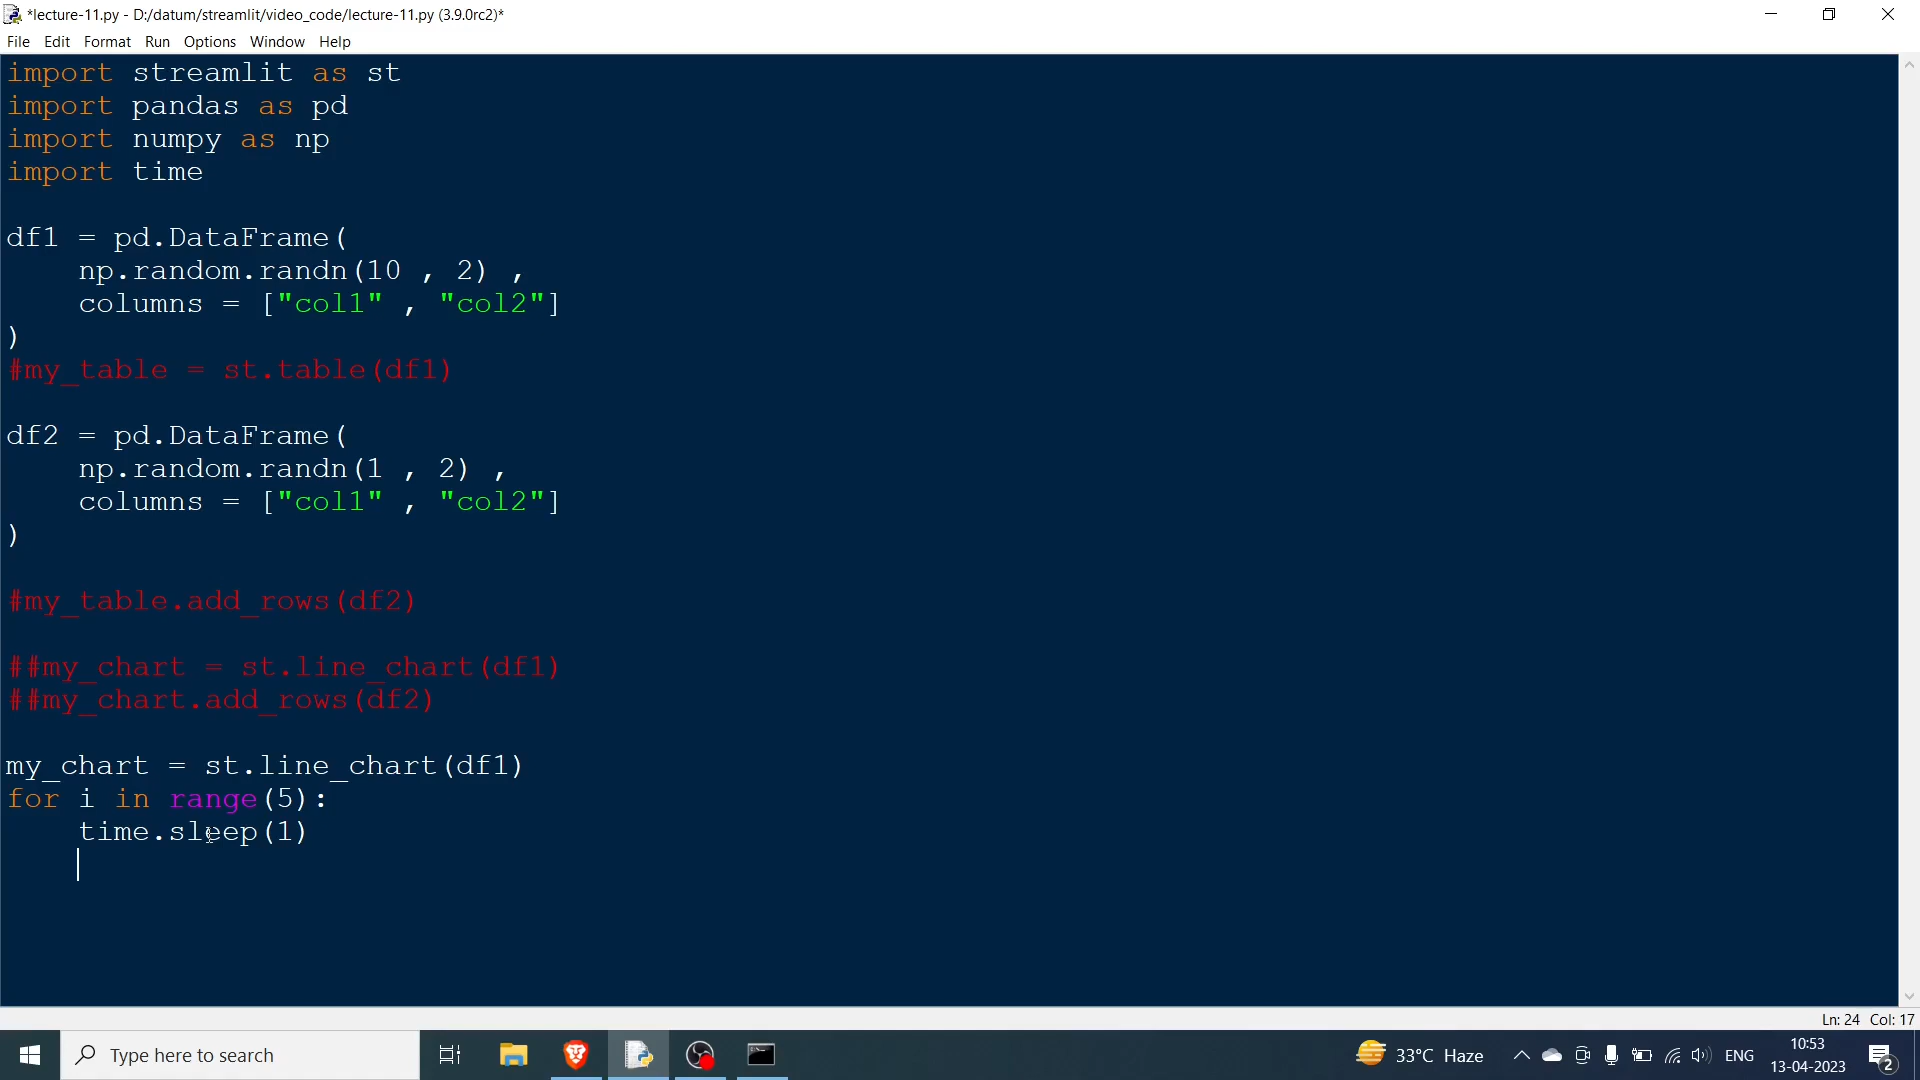 *lecture-11.py - D:/datum/streamlit/video_code/lecture-11.py (3.9.0rc2)*
File Edit Format Run Options Window Help
import streamlit as st
import pandas as pd
import numpy as np
import time
df1 = pd.DataFrame(
    np.random.randn(10 , 2) ,
    columns = ["col1" , "col2"]
)
#my_table = st.table(df1)
df2 = pd.DataFrame(
    np.random.randn(1 , 2) ,
    columns = ["col1" , "col2"]
)
#my_table.add_rows(df2)
##my_chart = st.line_chart(df1)
##my_chart.add_rows(df2)
my_chart = st.line_chart(df1)
for i in range(5):
    time.sleep(1)
Ln: 24 Col: 17
Type here to search
33°C Haze
ENG
10:53
13-04-2023
2